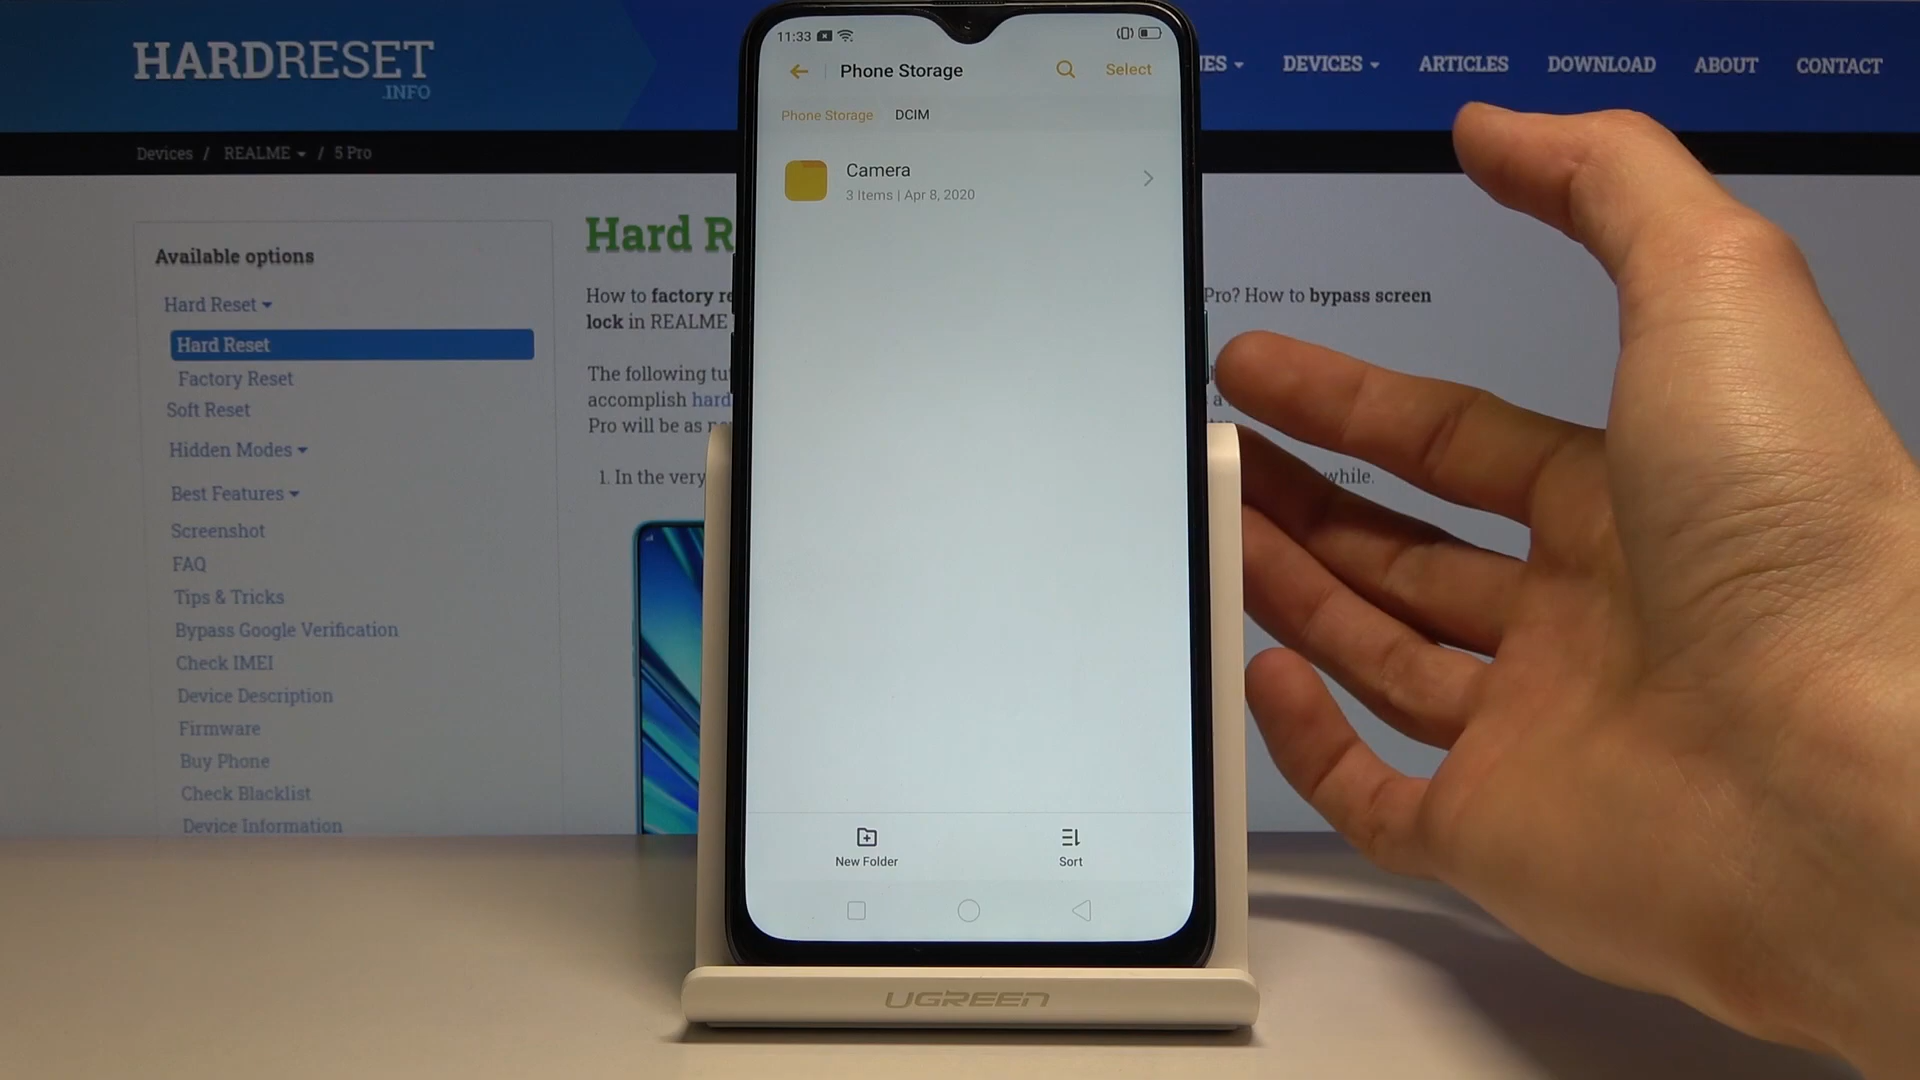 HARDRESET
.INFO
DEVICES
ARTICLES
DOWNLOAD
ABOUT
CONTACT
Devices / REALME / 5 Pro
Available options
Hard Reset
Hard Reset
Factory Reset
Soft Reset
Hidden Modes
Best Features
Screenshot
FAQ
Tips & Tricks
Bypass Google Verification
Check IMEI
Device Description
Firmware
Buy Phone
Check Blacklist
Device Information
Hard R
How to factory re
Pro? How to bypass screen
lock in REALME
The following tu
accomplish hard
a
Pro will be as
1. In the very
while.
11:33
Phone Storage
Select
Phone Storage
DCIM
Camera
3 Items | Apr 8, 2020
New Folder
Sort
UGREEN